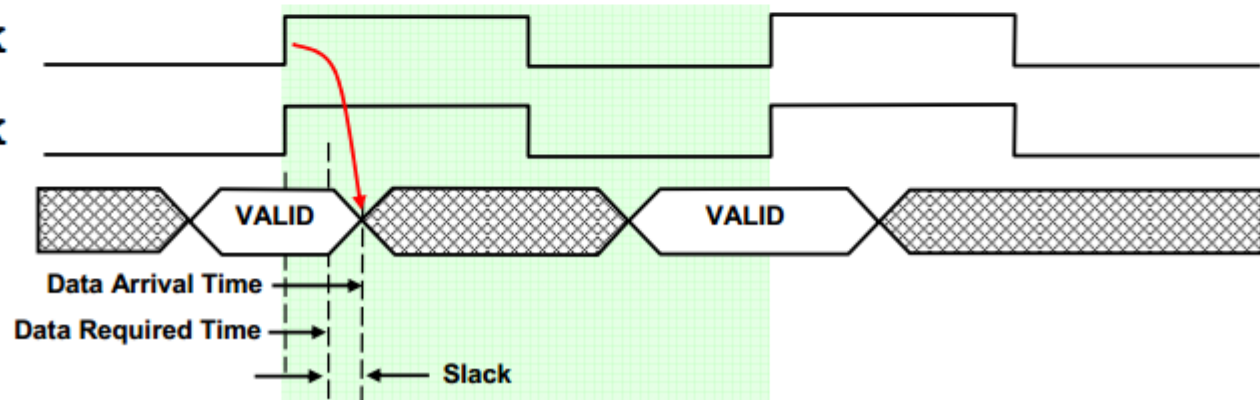 K
K
VALID VALID
Data Arrival Time
Data Required Time
Slack